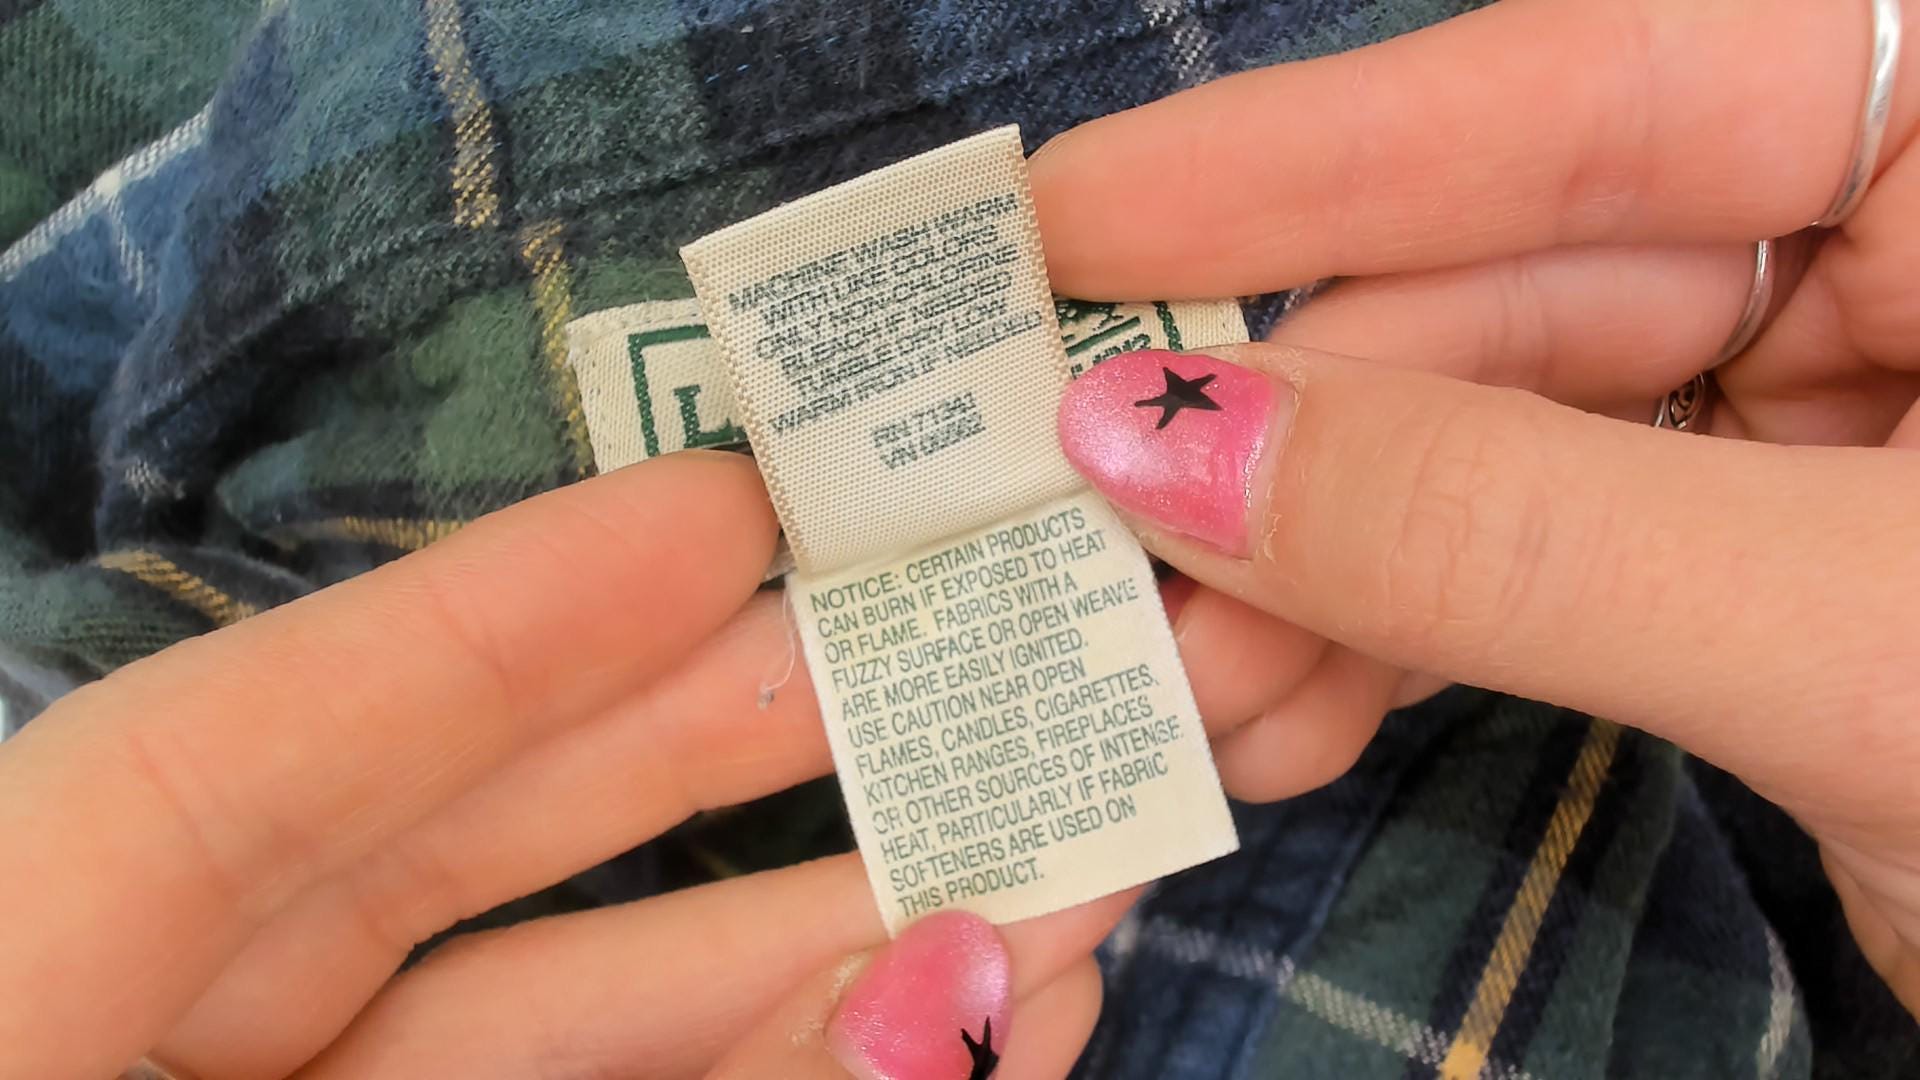 MACHINE WASH WARM
WITH LIKE COLORS
ONLY NON-CHLORINE
BLEACH IF NEEDED
TUMBLE DRY LOW
WARM IRON IF NEEDED
RN 71341
VN
NOTICE: CERTAIN PRODUCTS
CAN BURN IF EXPOSED TO HEAT
OR FLAME. FABRICS WITH A
FUZZY SURFACE OR OPEN WEAVE
ARE MORE EASILY IGNITED.
USE CAUTION NEAR OPEN
FLAMES, CANDLES, CIGARETTES,
KITCHEN RANGES, FIREPLACES
OR OTHER SOURCES OF INTENSE
HEAT, PARTICULARLY IF FABRIC
SOFTENERS ARE USED ON
THIS PRODUCT.